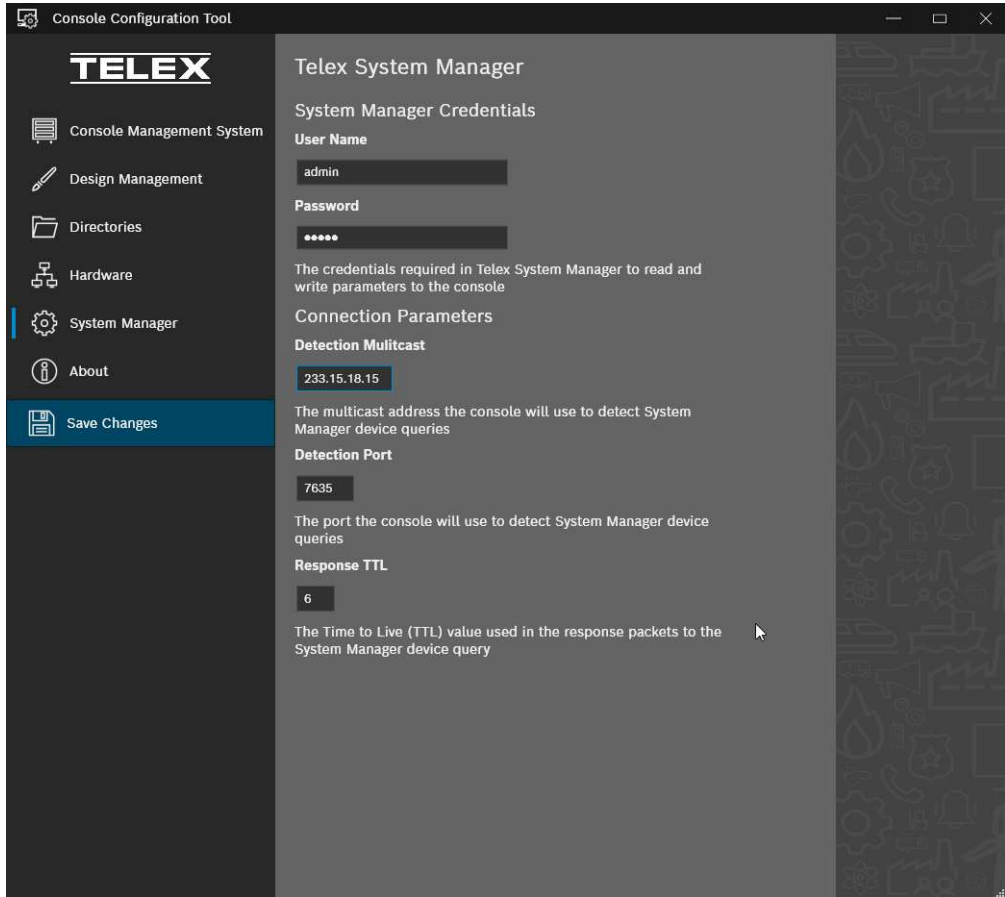 Console Configuration Tool
TELEX
Console Management System
Design Management
Directories
Hardware
System Manager
About
Save Changes
Telex System Manager
System Manager Credentials
User Name
admin
Password
●●●●●
The credentials required in Telex System Manager to read and
write parameters to the console
Connection Parameters
Detection Mulitcast
233.15.18.15
The multicast address the console will use to detect System
Manager device queries
Detection Port
7635
The port the console will use to detect System Manager device
queries
Response TTL
6
The Time to Live (TTL) value used in the response packets to the
System Manager device query